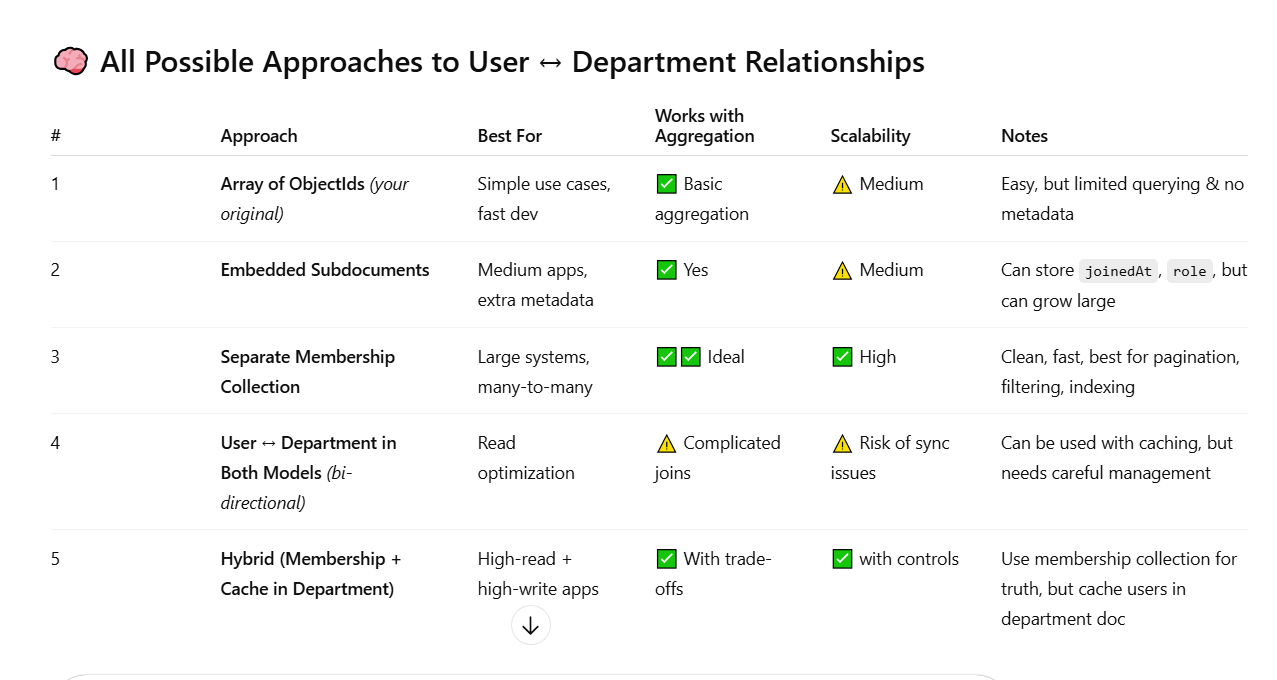 🧠 All Possible Approaches to User ↔ Department Relationships
# Approach Best For Works with Aggregation Scalability Notes
1 Array of ObjectIds (your original) Simple use cases, fast dev ✅ Basic aggregation ⚠️ Medium Easy, but limited querying & no metadata
2 Embedded Subdocuments Medium apps, extra metadata ✅ Yes ⚠️ Medium Can store joinedAt, role, but can grow large
3 Separate Membership Collection Large systems, many-to-many ✅✅ Ideal ✅ High Clean, fast, best for pagination, filtering, indexing
4 User ↔ Department in Both Models (bi-directional) Read optimization ⚠️ Complicated joins ⚠️ Risk of sync issues Can be used with caching, but needs careful management
5 Hybrid (Membership + Cache in Department) High-read + high-write apps ✅ With trade-offs ✅ with controls Use membership collection for truth, but cache users in department doc